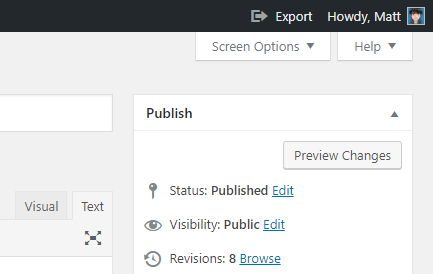 Export Howdy, Matt
Screen Options Help
Publish
Preview Changes
Visual Text
Status: Published Edit
Visibility: Public Edit
Revisions: 8 Browse